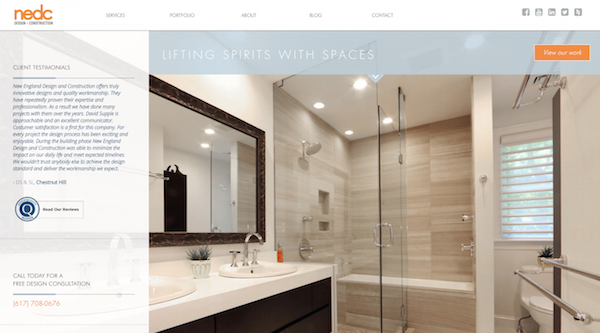 nedc
DESIGN + CONSTRUCTION
SERVICES PORTFOLIO ABOUT BLOG CONTACT
LIFTING SPIRITS WITH SPACES
View our work
CLIENT TESTIMONIALS
New England Design and Construction offers truly
innovative designs and quality workmanship. They
have repeatedly proven their expertise and
professionalism. As a result we have done many
projects with them over the years. David Supple is
approachable and an excellent communicator.
Customer satisfaction is a first for this company. For
every project the design process has been exciting and
enjoyable. During the building phase New England
Design and Construction was able to minimize the
impact on our daily life and meet expected timelines.
We wouldn't trust anybody else to achieve the design
standard and deliver the workmanship we expect.
- DS & SL, Chestnut Hill
Q
Read Our Reviews
CALL TODAY FOR A
FREE DESIGN CONSULTATION
(617) 708-0676